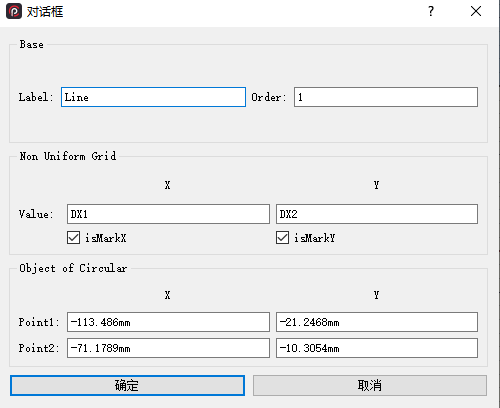 对话框
Base
Label: Line Order: 1
Non Uniform Grid
X Y
Value: DX1 DX2
isMarkX isMarkY
Object of Circular
X Y
Point1: -113.486mm -21.2468mm
Point2: -71.1789mm -10.3054mm
确定 取消